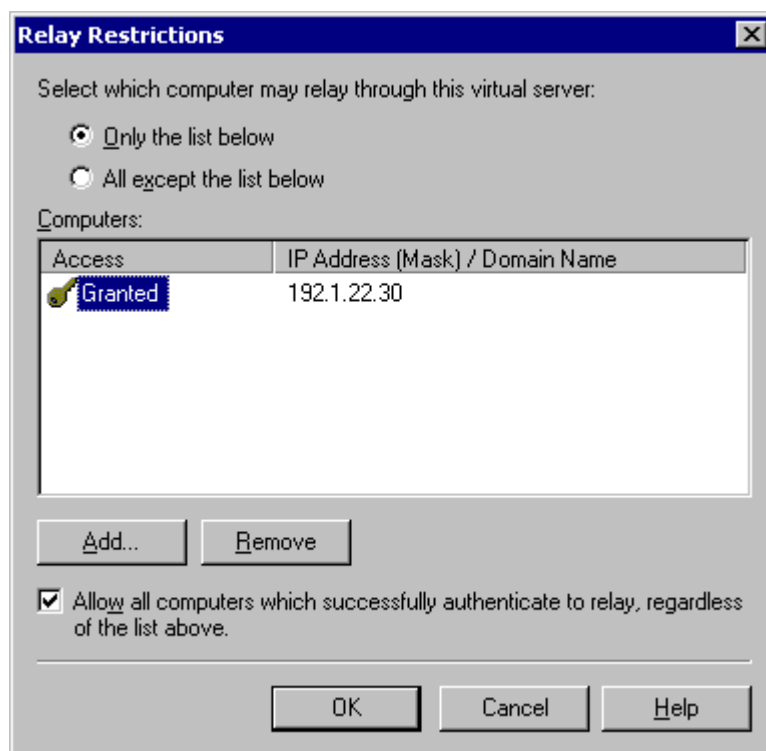 Relay Restrictions
Select which computer may relay through this virtual server:
Only the list below
All except the list below
Computers:
Access IP Address (Mask) / Domain Name
Granted 192.1.22.30
Add... Remove
Allow all computers which successfully authenticate to relay, regardless
of the list above.
OK Cancel Help